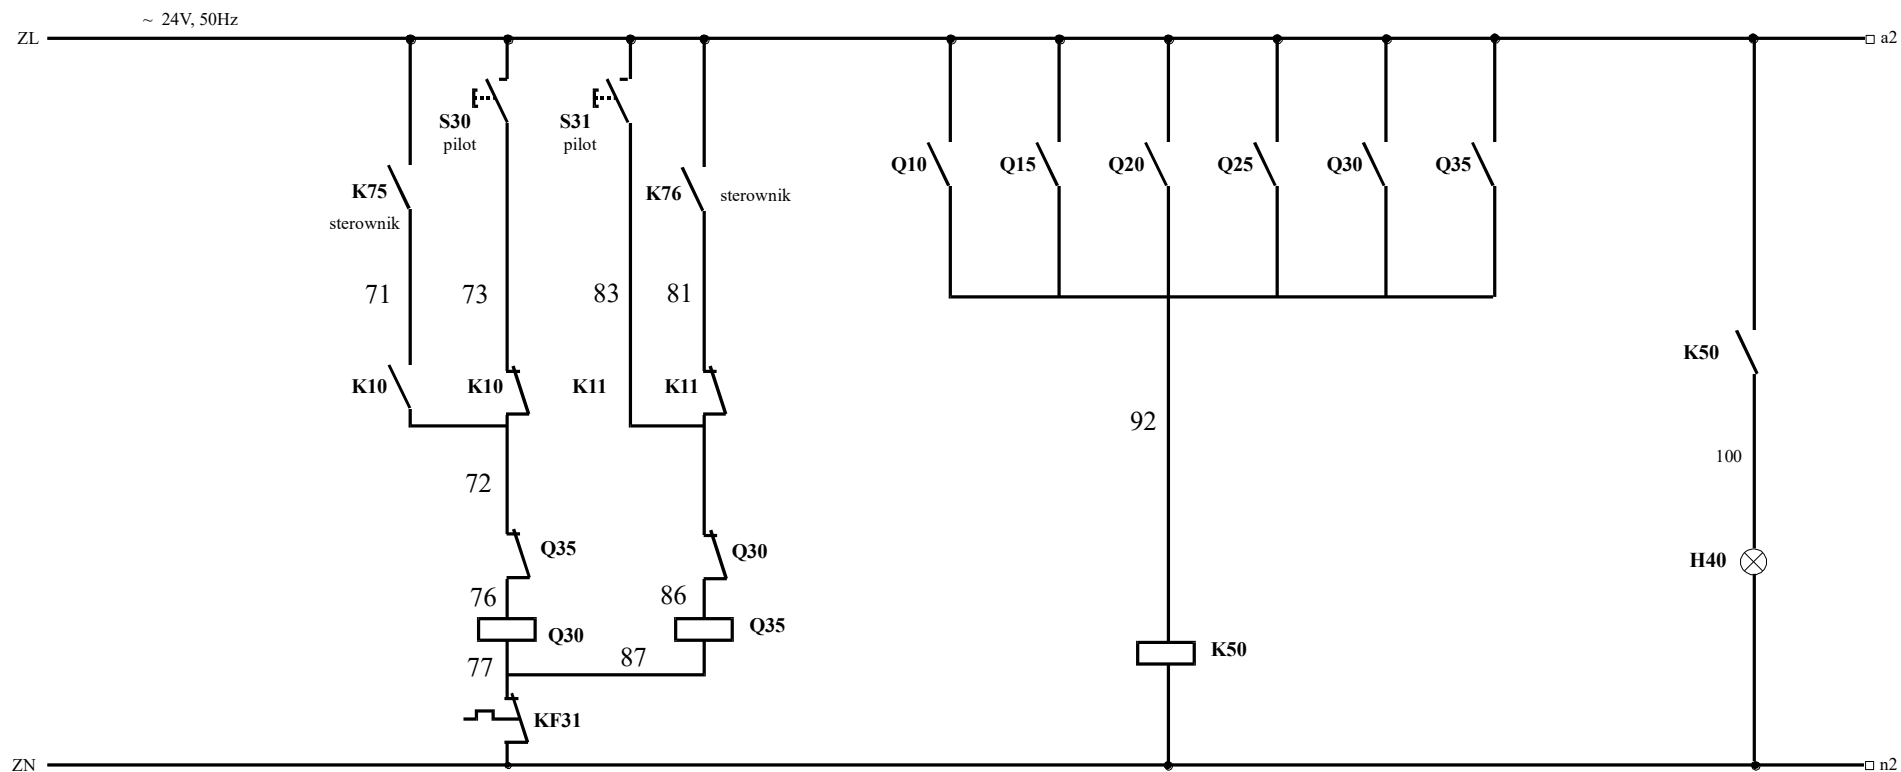 ~ 24V, 50Hz
ZL
a2
S30
pilot
S31
pilot
Q10
Q15
Q20
Q25
Q30
Q35
K75
sterownik
K76
sterownik
71
73
83
81
K50
K10
K10
K11
K11
92
100
72
Q35
Q30
H40
76
86
Q30
Q35
K50
77
87
KF31
ZN
n2